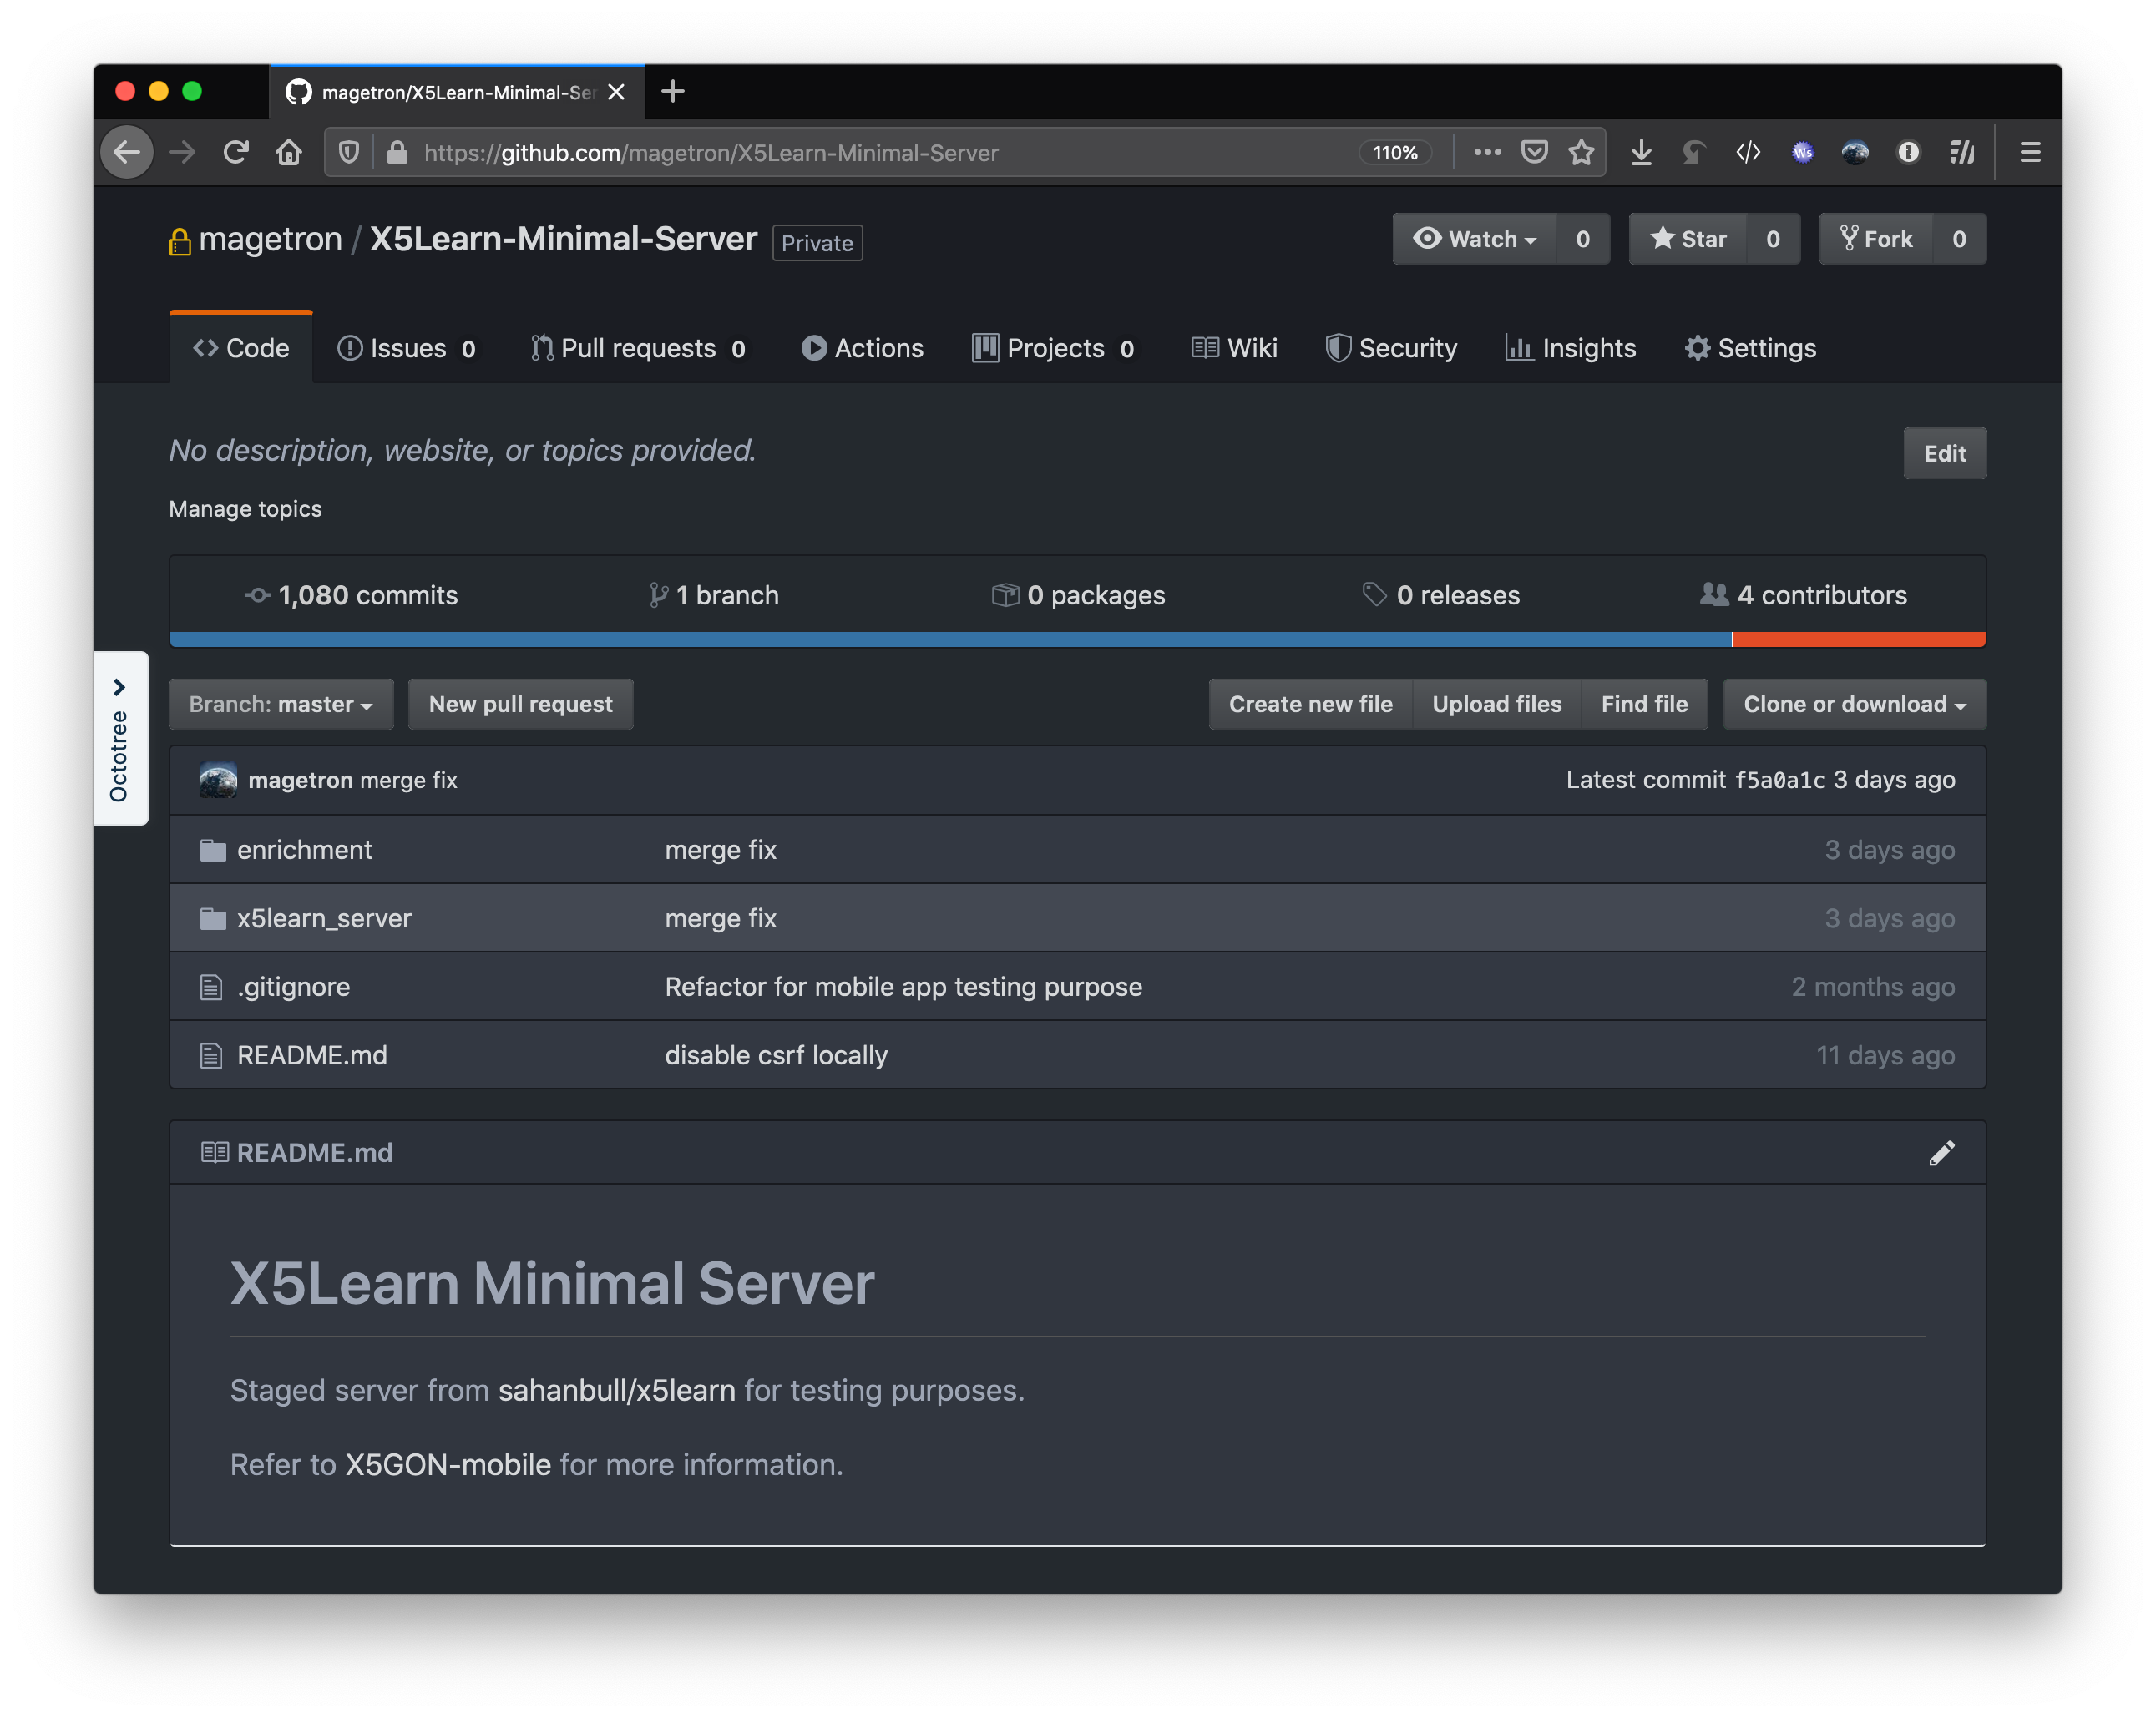 magetron/X5Learn-Minimal-Ser
https://github.com/magetron/X5Learn-Minimal-Server 110%
Ws
magetron / X5Learn-Minimal-Server Private Watch 0 Star 0 Fork 0
Code Issues 0 Pull requests 0 Actions Projects 0 Wiki Security Insights Settings
No description, website, or topics provided. Edit
Manage topics
1,080 commits 1 branch 0 packages 0 releases 4 contributors
Octotree
Branch: master New pull request Create new file Upload files Find file Clone or download
magetron merge fix Latest commit f5a0a1c 3 days ago
enrichment merge fix 3 days ago
x5learn_server merge fix 3 days ago
.gitignore Refactor for mobile app testing purpose 2 months ago
README.md disable csrf locally 11 days ago
README.md
X5Learn Minimal Server
Staged server from sahanbull/x5learn for testing purposes.
Refer to X5GON-mobile for more information.